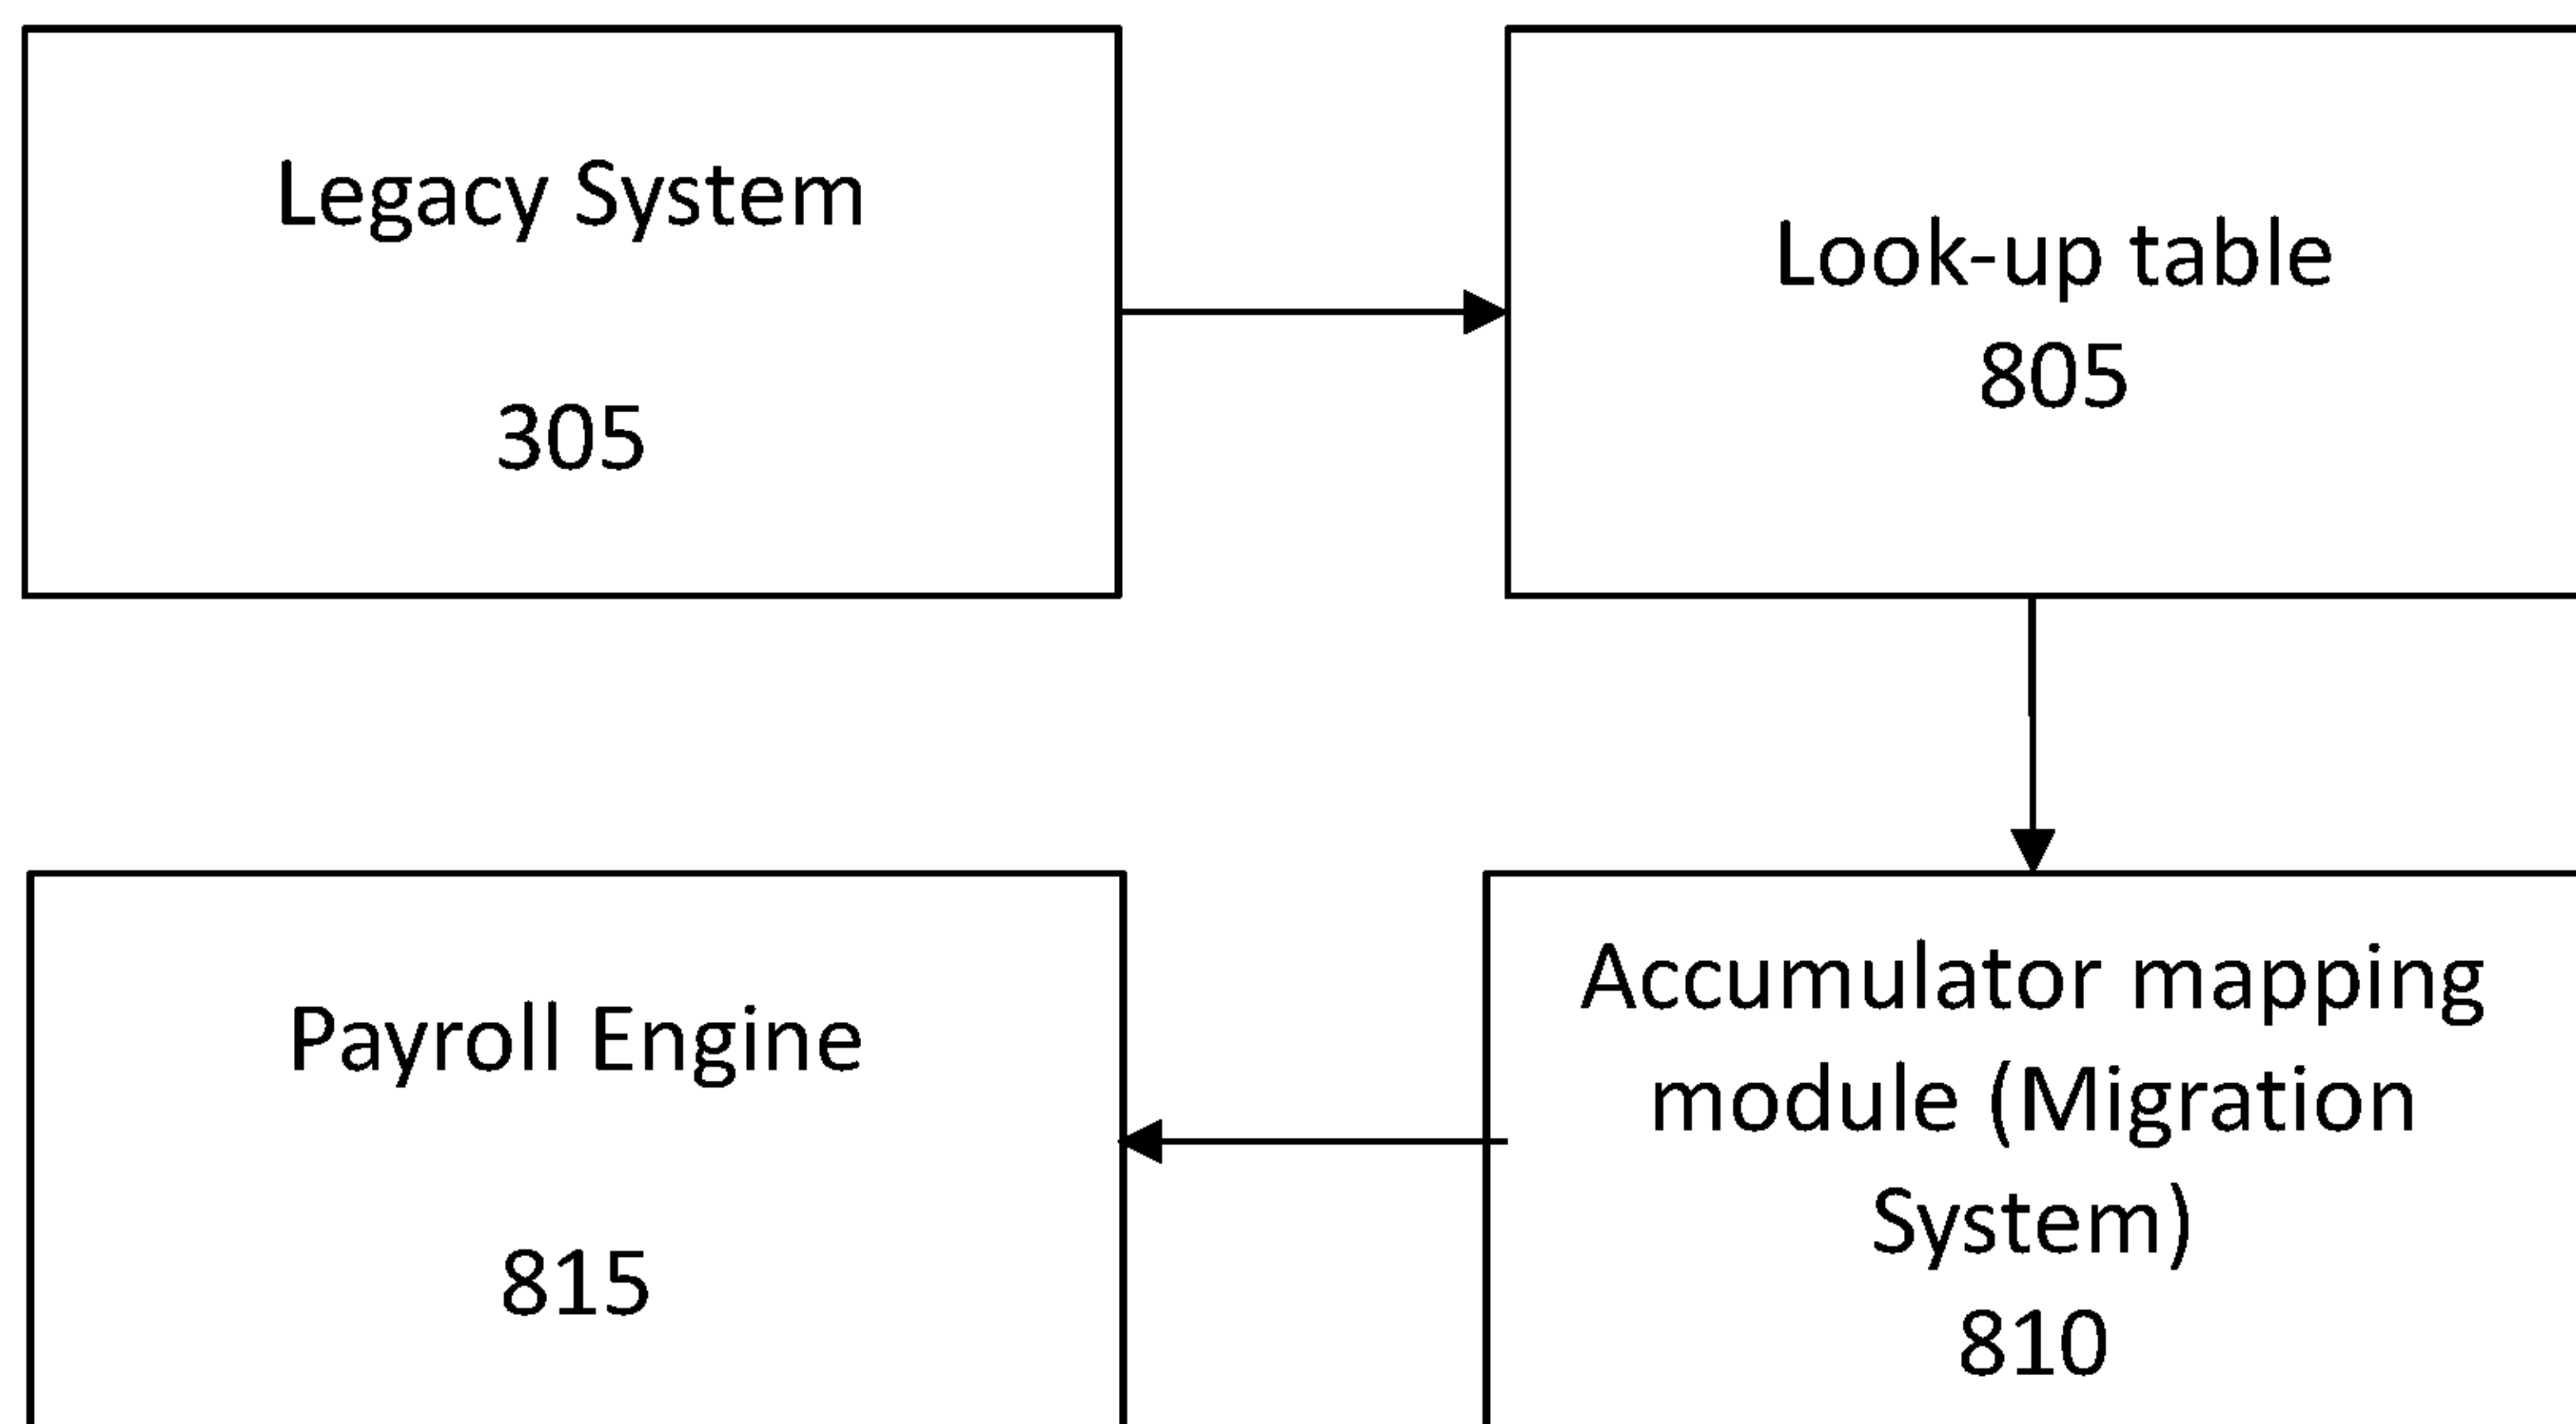 Legacy System
305
Look-up table
805
Payroll Engine
815
Accumulator mapping
module (Migration
System)
810